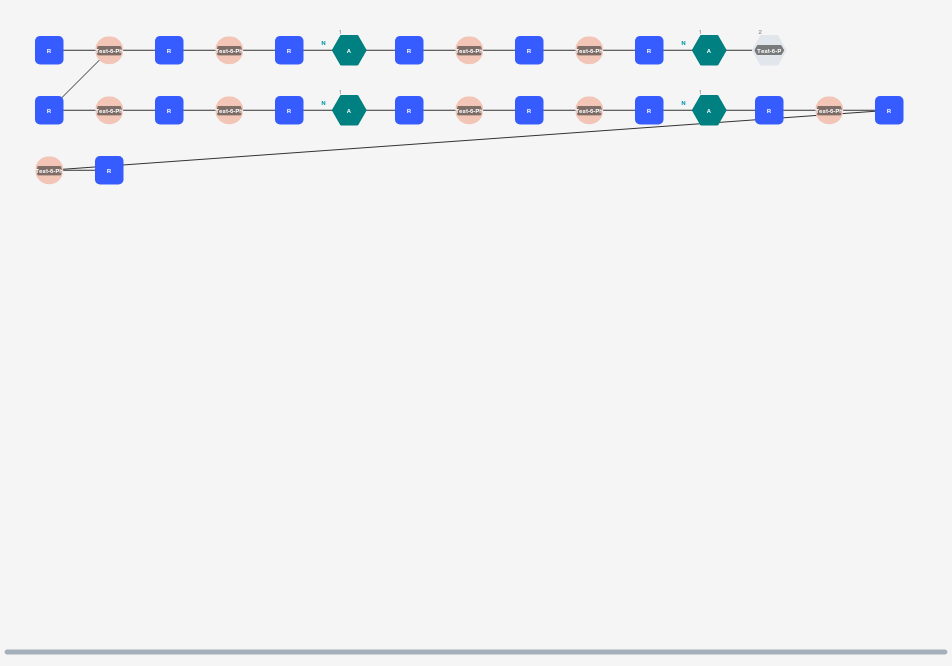 1 1 2
R Test-6-Ph R Test-6-Ph R N A R Test-6-Ph R Test-6-Ph R N A Test-6-P
1 1
R Test-6-Ph R Test-6-Ph R N A R Test-6-Ph R Test-6-Ph R N A R Test-6-Ph R
Test-6-Ph R